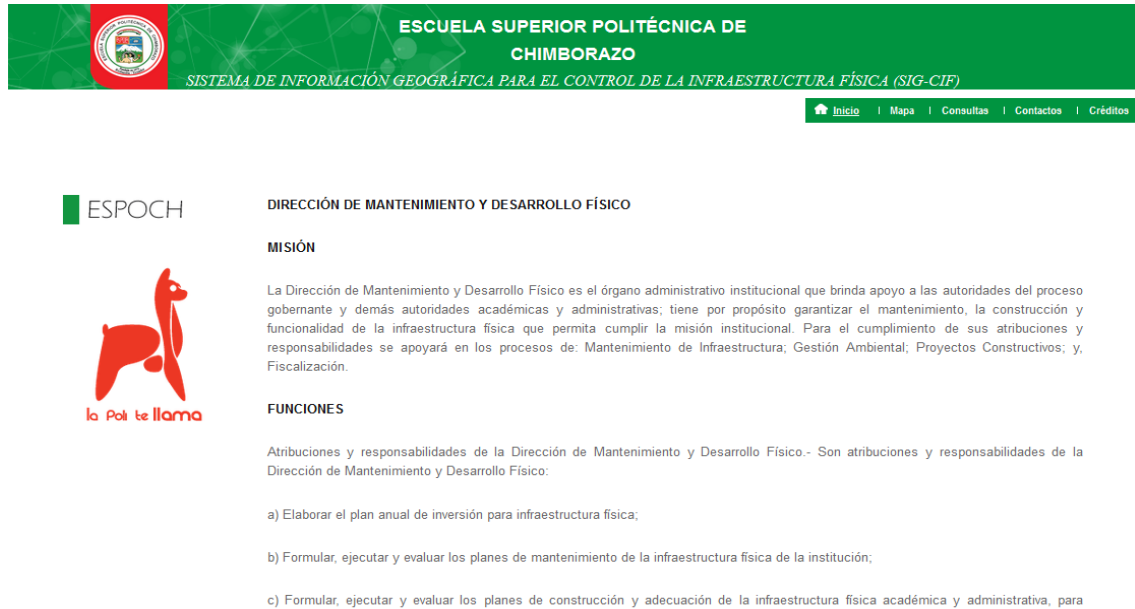 ESCUELA SUPERIOR POLITÉCNICA DE
CHIMBORAZO
SISTEMA DE INFORMACIÓN GEOGRÁFICA PARA EL CONTROL DE LA INFRAESTRUCTURA FÍSICA (SIG-CIF)
Inicio | Mapa | Consultas | Contactos | Créditos
ESPOCH
la Poli te llama
DIRECCIÓN DE MANTENIMIENTO Y DESARROLLO FÍSICO
MISIÓN
La Dirección de Mantenimiento y Desarrollo Físico es el órgano administrativo institucional que brinda apoyo a las autoridades del proceso
gobernante y demás autoridades académicas y administrativas; tiene por propósito garantizar el mantenimiento, la construcción y
funcionalidad de la infraestructura física que permita cumplir la misión institucional. Para el cumplimiento de sus atribuciones y
responsabilidades se apoyará en los procesos de: Mantenimiento de Infraestructura; Gestión Ambiental; Proyectos Constructivos; y,
Fiscalización.
FUNCIONES
Atribuciones y responsabilidades de la Dirección de Mantenimiento y Desarrollo Físico.- Son atribuciones y responsabilidades de la
Dirección de Mantenimiento y Desarrollo Físico:
a) Elaborar el plan anual de inversión para infraestructura física;
b) Formular, ejecutar y evaluar los planes de mantenimiento de la infraestructura física de la institución;
c) Formular, ejecutar y evaluar los planes de construcción y adecuación de la infraestructura física académica y administrativa, para